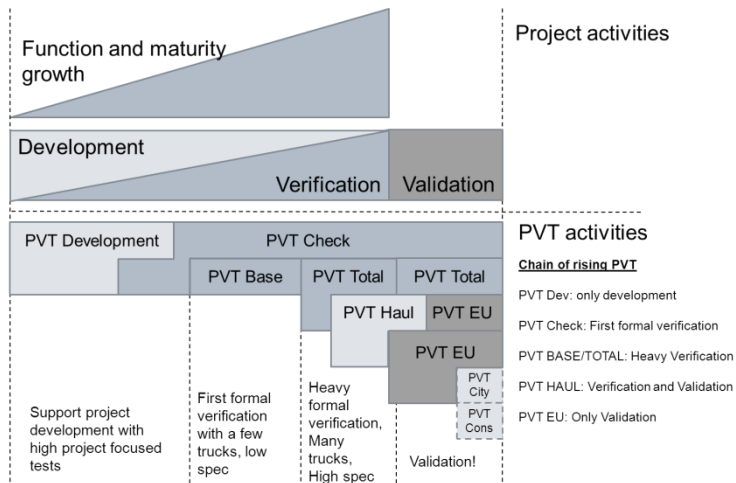 Function and maturity
growth
Project activities
Development
Verification
Validation
PVT Development
PVT Check
PVT activities
PVT Base
PVT Total
PVT Total
Chain of rising PVT
PVT Dev: only development
PVT Haul
PVT EU
PVT Check: First formal verification
PVT EU
PVT BASE/TOTAL: Heavy Verification
PVT
City
PVT HAUL: Verification and Validation
PVT
Cons
PVT EU: Only Validation
Support project
development with
high project focused
tests
First formal
verification
with a few
trucks, low
spec
Heavy
formal
verification,
Many
trucks,
High spec
Validation!